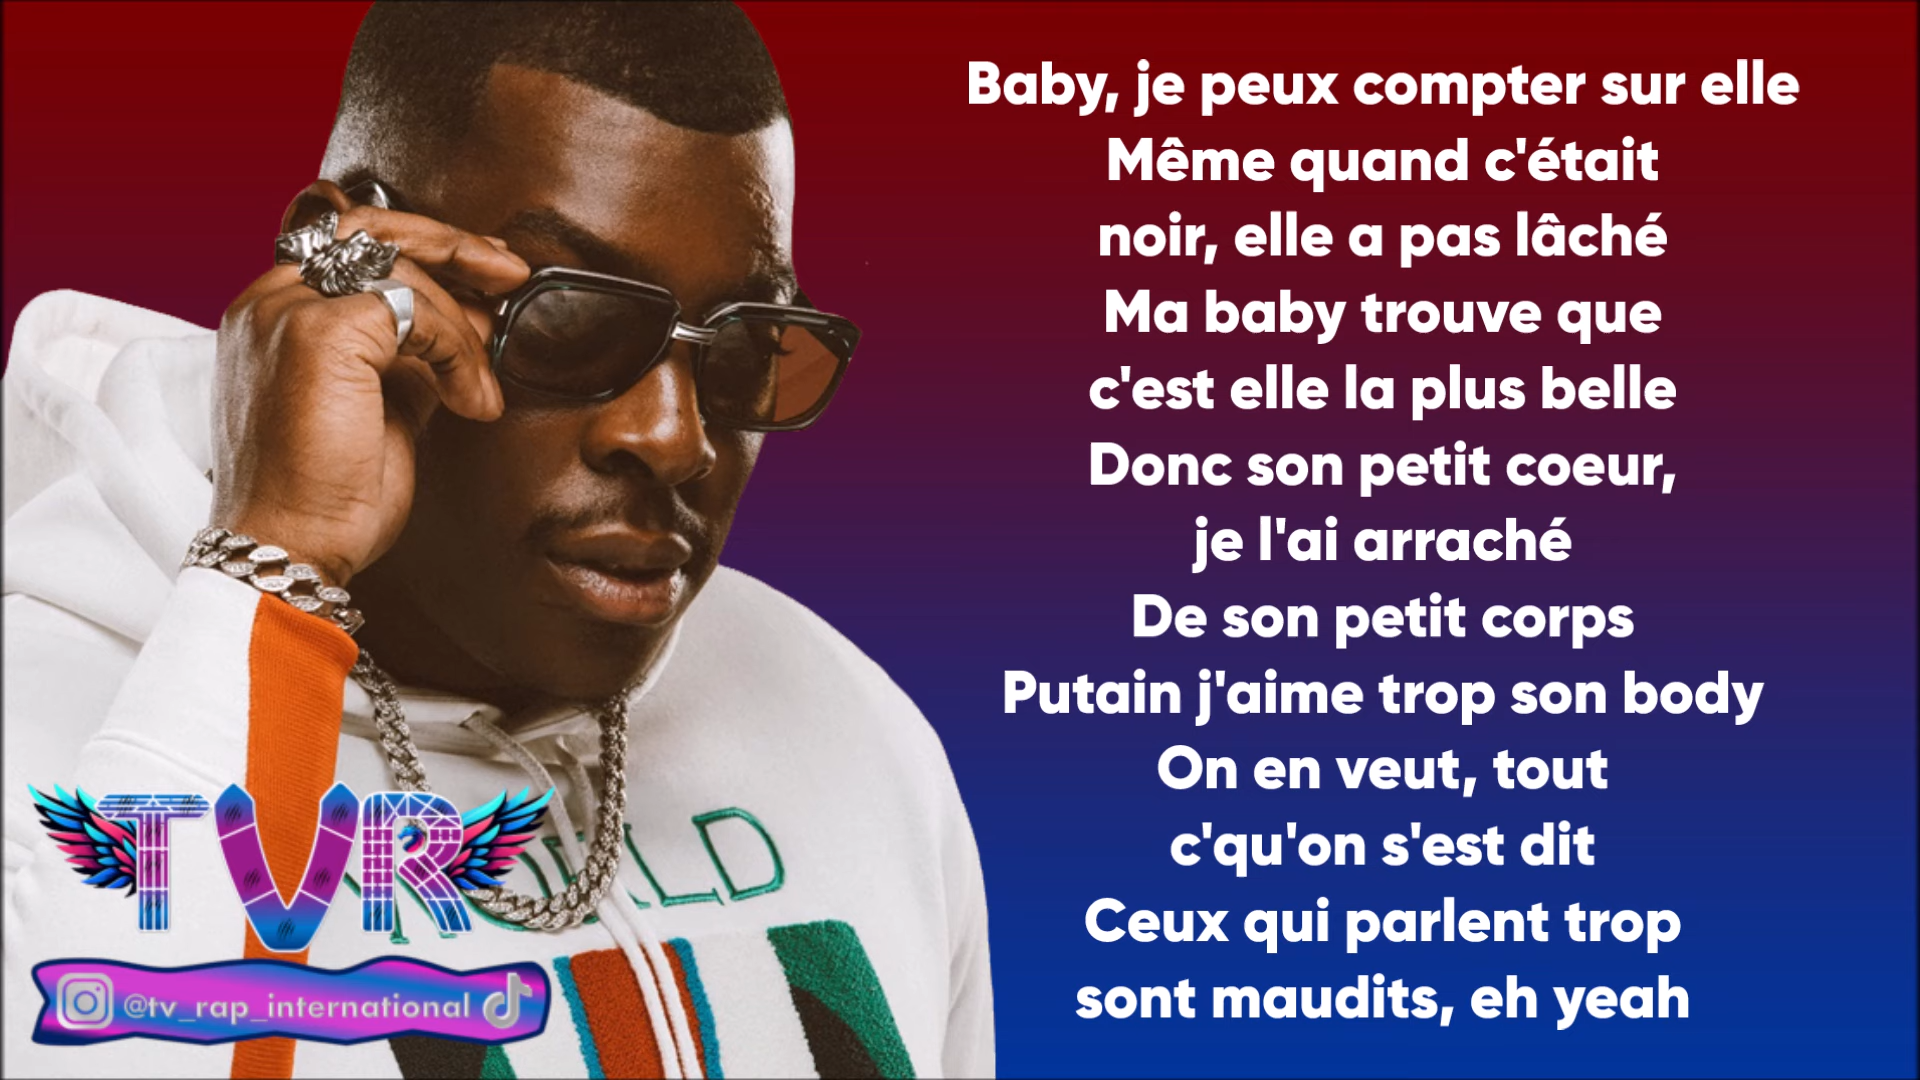 Baby, je peux compter sur elle
Même quand c'était
noir, elle a pas lâché
Ma baby trouve que
c'est elle la plus belle
Donc son petit coeur,
je l'ai arraché
De son petit corps
Putain j'aime trop son body
On en veut, tout
c'qu'on s'est dit
Ceux qui parlent trop
sont maudits, eh yeah
TVR
@tv_rap_international